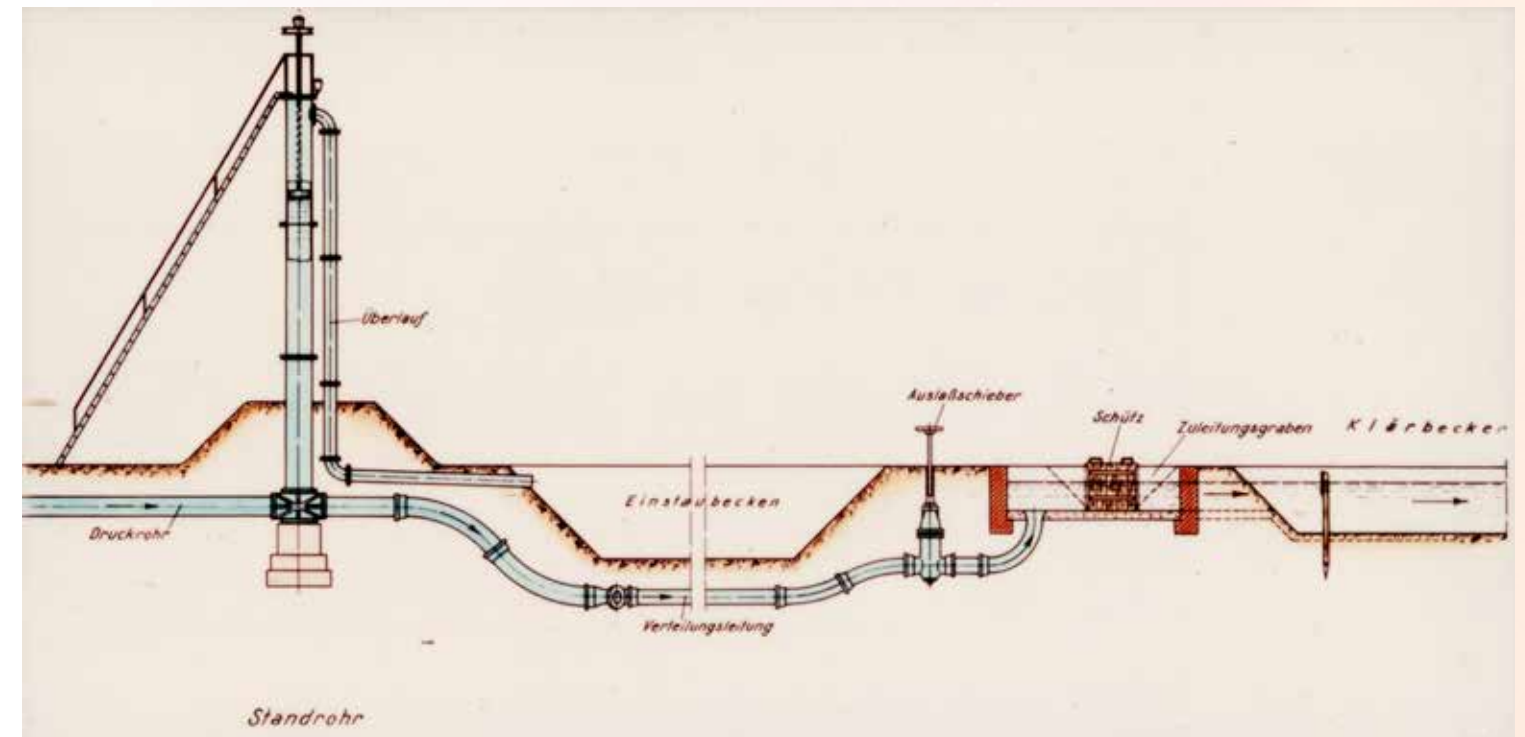 Überlauf
Auslaßschieber
Schütz
Zuleitungsgraben
Klärbecken
Einstaubecken
Druckrohr
Verteilungsleitung
Standrohr